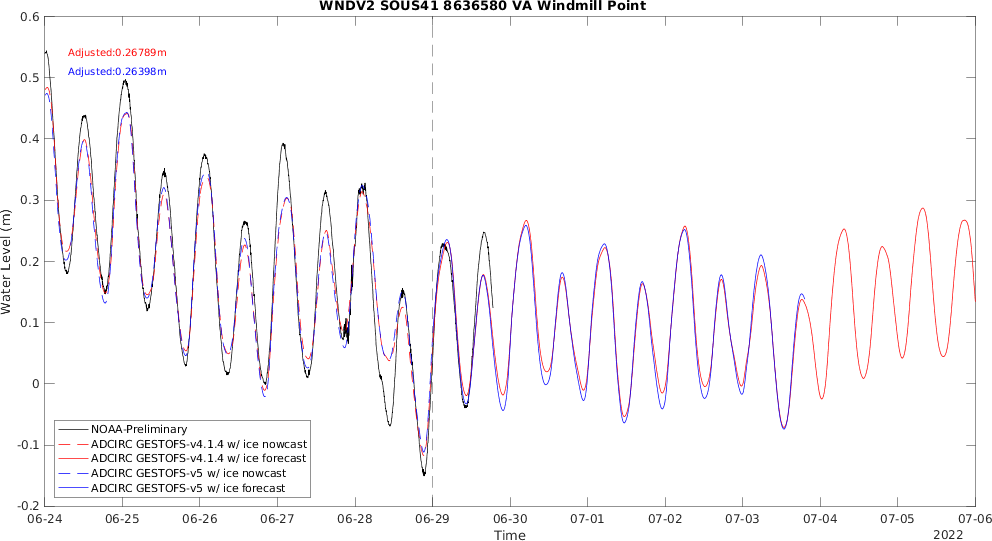 WNDV2 SOUS41 8636580 VA Windmill Point
Adjusted:0.26789m
Adjusted:0.26398m
Water Level (m)
0.6
0.5
0.4
0.3
0.2
0.1
0
-0.1
-0.2
NOAA-Preliminary
ADCIRC GESTOFS-v4.1.4 w/ ice nowcast
ADCIRC GESTOFS-v4.1.4 w/ ice forecast
ADCIRC GESTOFS-v5 w/ ice nowcast
ADCIRC GESTOFS-v5 w/ ice forecast
06-24 06-25 06-26 06-27 06-28 06-29 06-30 07-01 07-02 07-03 07-04 07-05 07-06
Time
2022